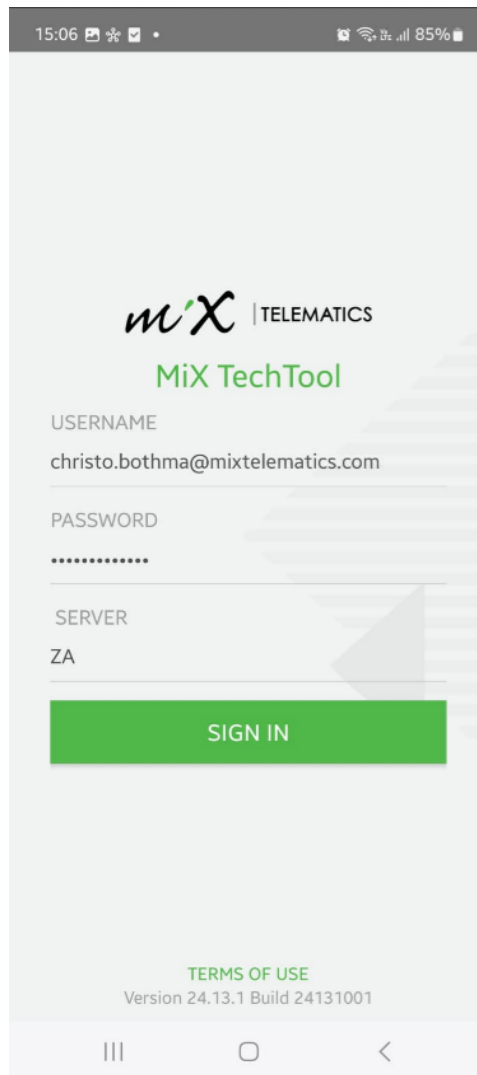 15:06 85%
miX | TELEMATICS
MiX TechTool
USERNAME
christo.bothma@mixtelematics.com
PASSWORD
•••••••••••••
SERVER
ZA
SIGN IN
TERMS OF USE
Version 24.13.1 Build 24131001